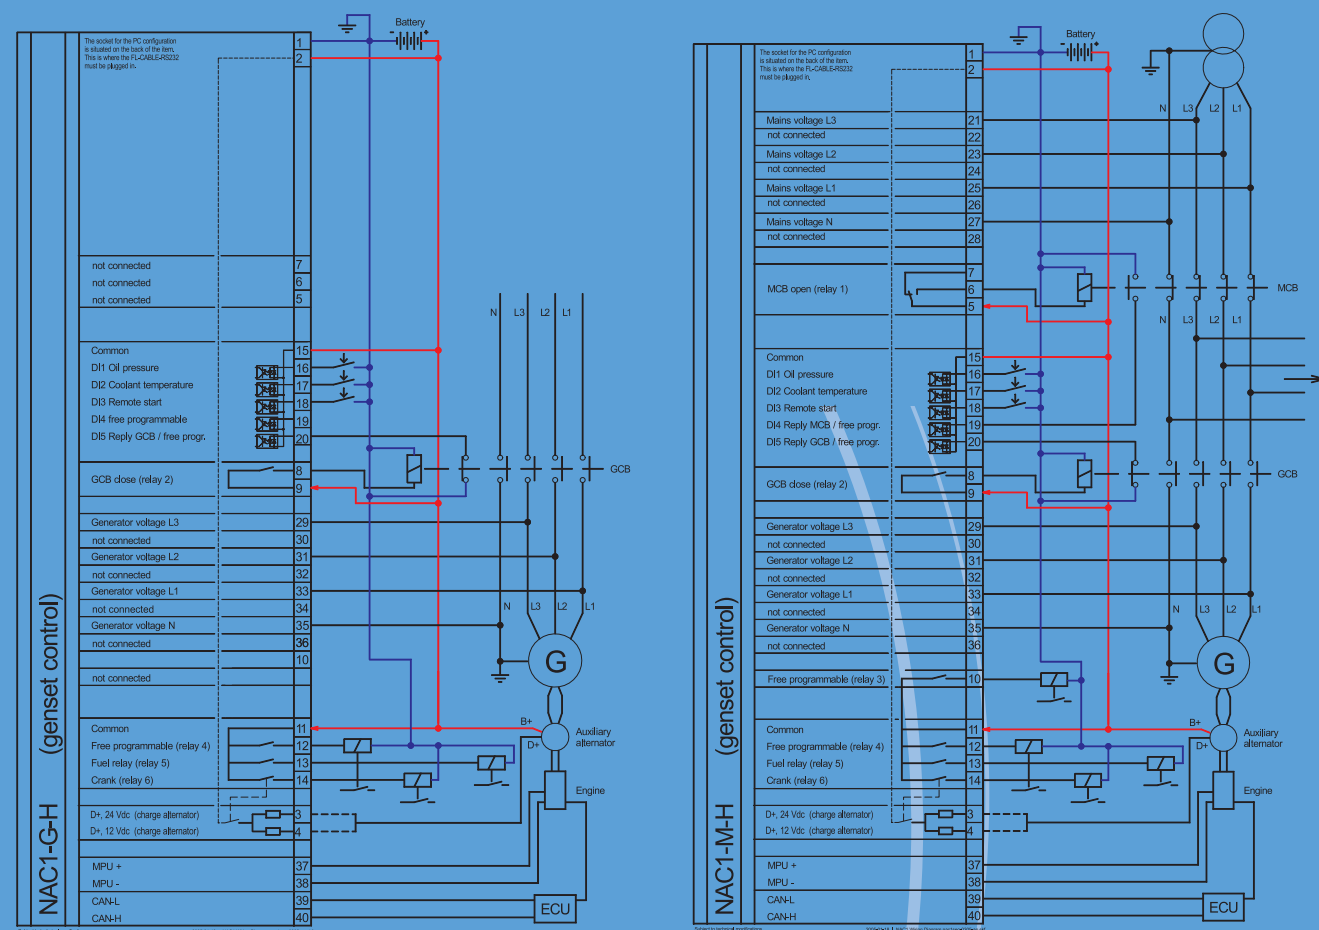 NAC1-G-H (genset control)
The socket for the PC configuration
is situated on the back of the item.
This is where the FL-CABLE-RS232
must be plugged in.
1
2
Battery
- +
not connected 7
not connected 6
not connected 5
N L3 L2 L1
Common 15
DI1 Oil pressure 16
DI2 Coolant temperature 17
DI3 Remote start 18
DI4 free programmable 19
DI5 Reply GCB / free progr. 20
GCB close (relay 2) 8
9
GCB
Generator voltage L3 29
not connected 30
Generator voltage L2 31
not connected 32
Generator voltage L1 33
not connected 34
Generator voltage N 35
not connected 36
10
not connected
N L3 L2 L1
G
Common 11
Free programmable (relay 4) 12
Fuel relay (relay 5) 13
Crank (relay 6) 14
B+
D+
Auxiliary
alternator
Engine
D+, 24 Vdc (charge alternator) 3
D+, 12 Vdc (charge alternator) 4
MPU + 37
MPU - 38
CAN-L 39
CAN-H 40
ECU
NAC1-M-H (genset control)
The socket for the PC configuration
is situated on the back of the item.
This is where the FL-CABLE-RS232
must be plugged in.
1
2
Battery
- +
N L3 L2 L1
Mains voltage L3 21
not connected 22
Mains voltage L2 23
not connected 24
Mains voltage L1 25
not connected 26
Mains voltage N 27
not connected 28
7
MCB open (relay 1) 6
5
MCB
N L3 L2 L1
Common 15
DI1 Oil pressure 16
DI2 Coolant temperature 17
DI3 Remote start 18
DI4 Reply MCB / free progr. 19
DI5 Reply GCB / free progr. 20
GCB close (relay 2) 8
9
GCB
Generator voltage L3 29
not connected 30
Generator voltage L2 31
not connected 32
Generator voltage L1 33
not connected 34
Generator voltage N 35
not connected 36
N L3 L2 L1
G
Free programmable (relay 3) 10
Common 11
Free programmable (relay 4) 12
Fuel relay (relay 5) 13
Crank (relay 6) 14
B+
D+
Auxiliary
alternator
Engine
D+, 24 Vdc (charge alternator) 3
D+, 12 Vdc (charge alternator) 4
MPU + 37
MPU - 38
CAN-L 39
CAN-H 40
ECU